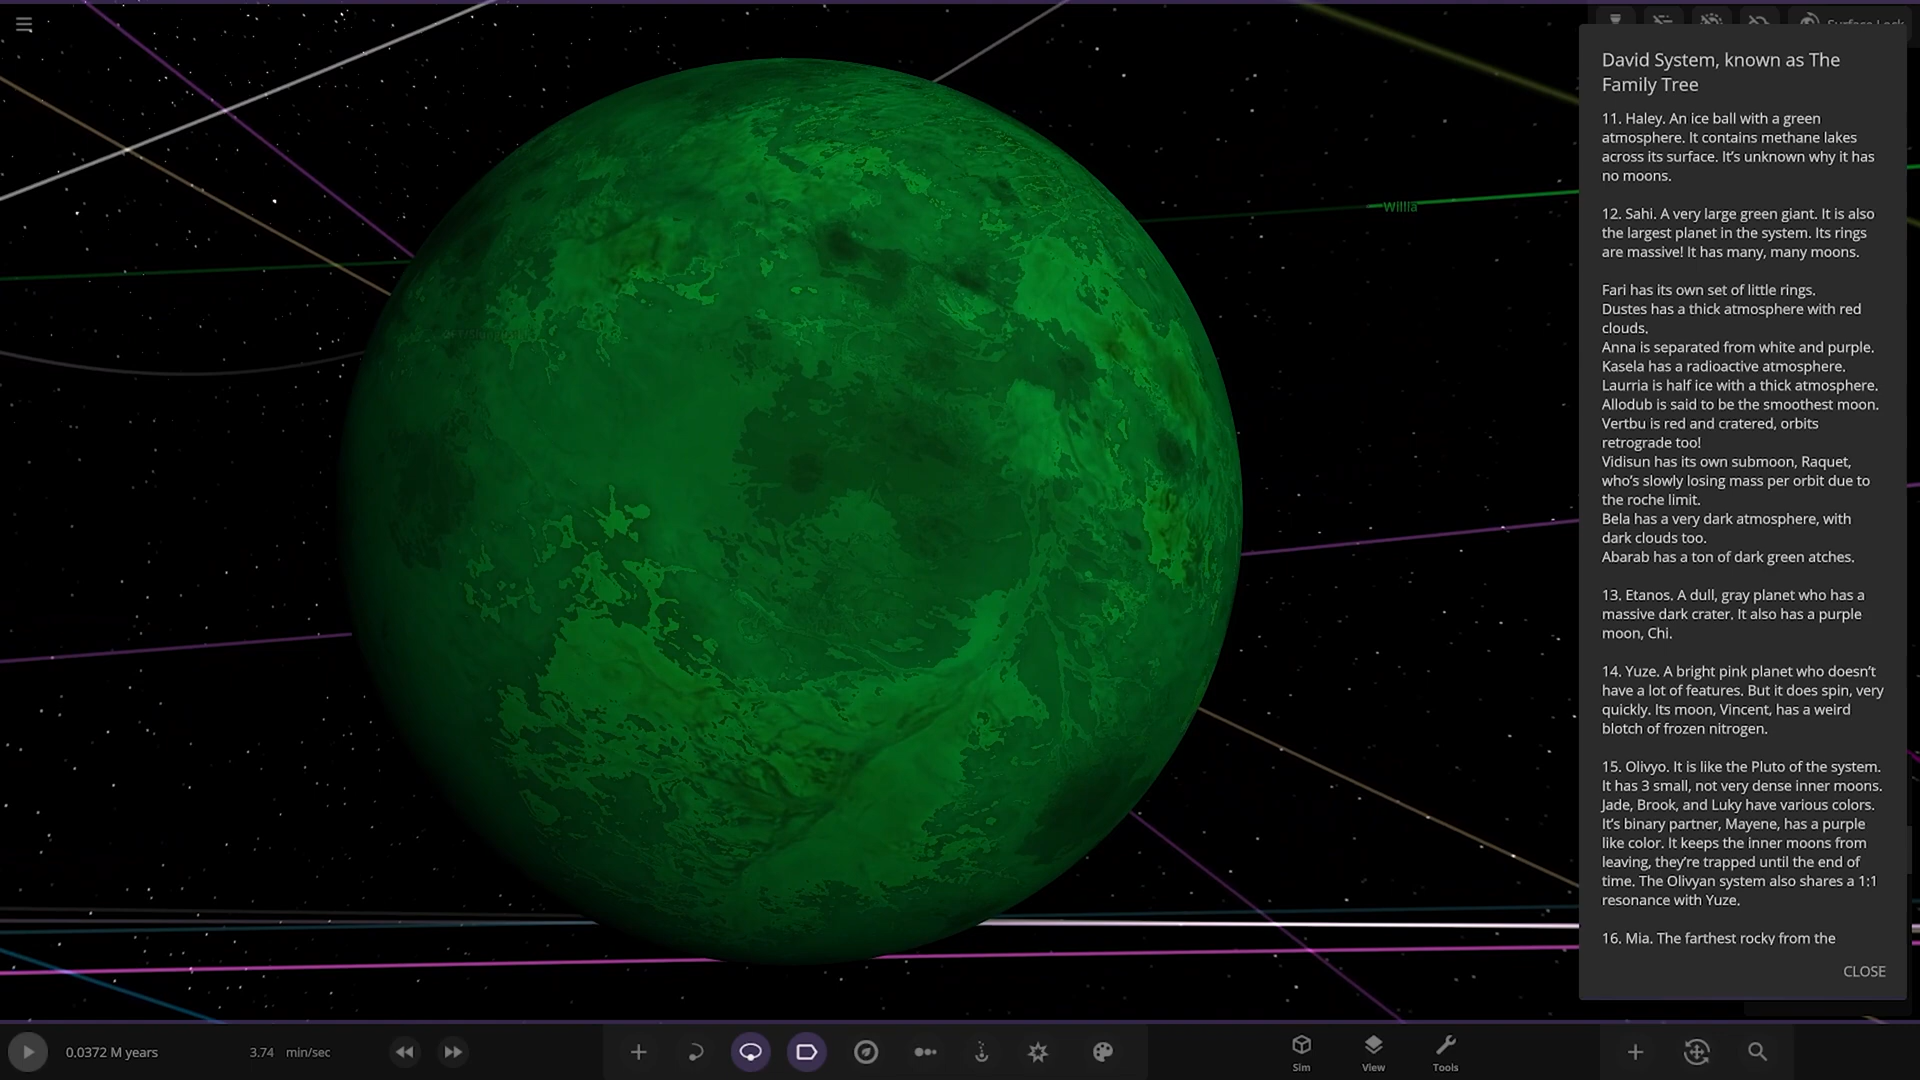 Surface Lock
David System, known as The
Family Tree
11. Haley. An ice ball with a green
atmosphere. It contains methane lakes
across its surface. It’s unknown why it has
no moons.
12. Sahi. A very large green giant. It is also
the largest planet in the system. Its rings
are massive! It has many, many moons.
Fari has its own set of little rings.
Dustes has a thick atmosphere with red
clouds.
Anna is separated from white and purple.
Kasela has a radioactive atmosphere.
Laurria is half ice with a thick atmosphere.
Allodub is said to be the smoothest moon.
Vertbu is red and cratered, orbits
retrograde too!
Vidisun has its own submoon, Raquet,
who’s slowly losing mass per orbit due to
the roche limit.
Bela has a very dark atmosphere, with
dark clouds too.
Abarab has a ton of dark green atches.
13. Etanos. A dull, gray planet who has a
massive dark crater. It also has a purple
moon, Chi.
14. Yuze. A bright pink planet who doesn’t
have a lot of features. But it does spin, very
quickly. Its moon, Vincent, has a weird
blotch of frozen nitrogen.
15. Olivyo. It is like the Pluto of the system.
It has 3 small, not very dense inner moons.
Jade, Brook, and Luky have various colors.
It’s binary partner, Mayene, has a purple
like color. It keeps the inner moons from
leaving, they’re trapped until the end of
time. The Olivyan system also shares a 1:1
resonance with Yuze.
16. Mia. The farthest rocky from the
CLOSE
Willia
0.0372 M years
3.74 min/sec
Sim
View
Tools